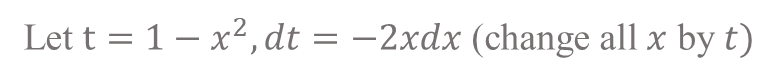 Let t = 1 − x², dt = −2xdx (change all x by t)